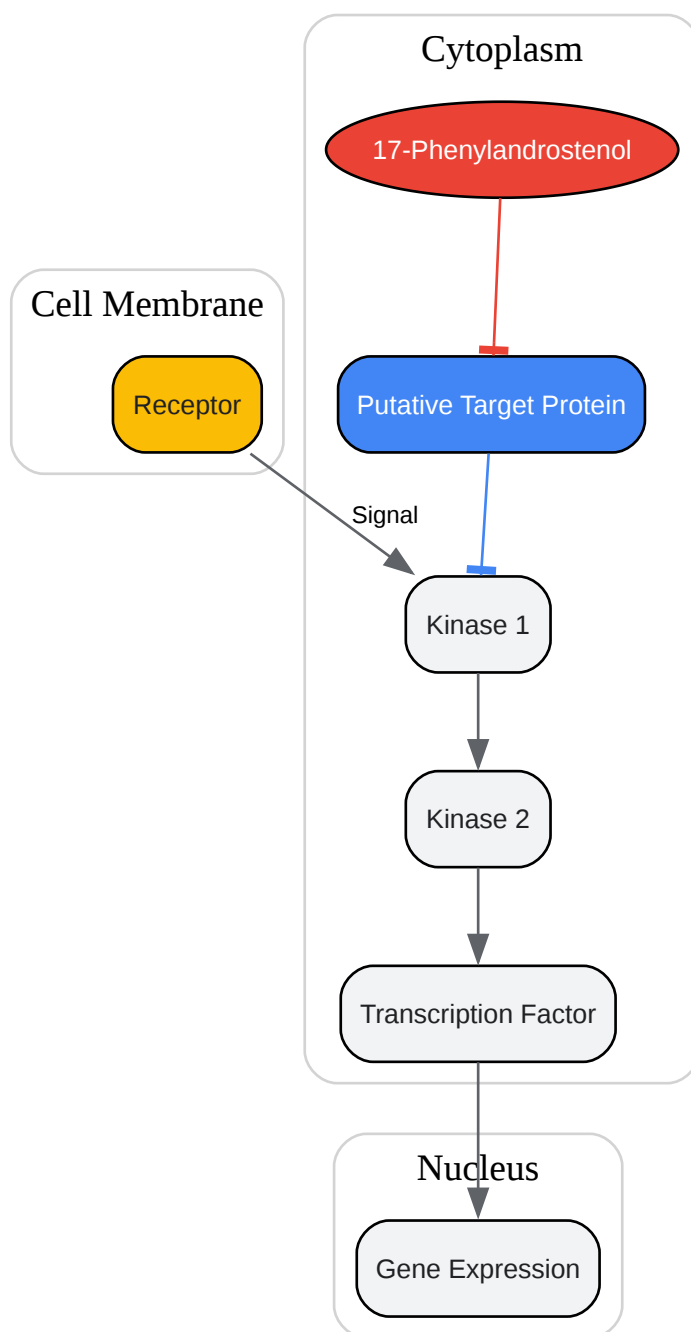 Cytoplasm
17-Phenylandrostenol
Cell Membrane
Receptor
Putative Target Protein
Signal
Kinase 1
Kinase 2
Transcription Factor
Nucleus
Gene Expression